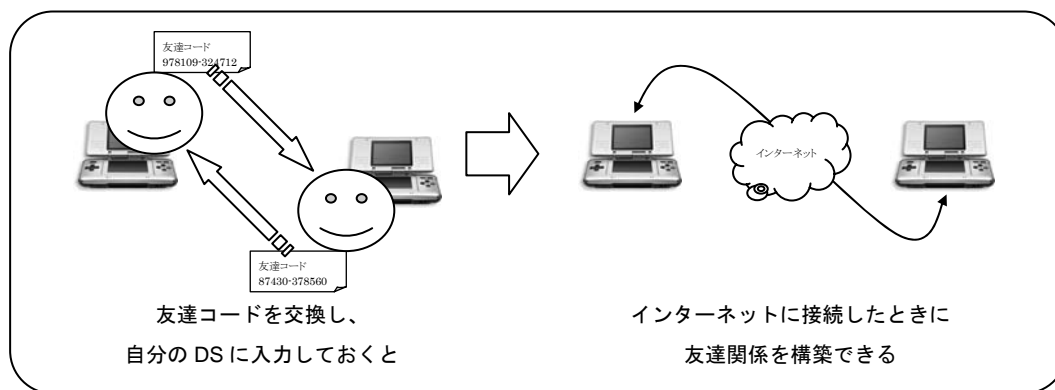 友達コード
978109-324712
友達コード
87430-378560
友達コードを交換し、
自分の DS に入力しておくと
インターネット
インターネットに接続したときに
友達関係を構築できる